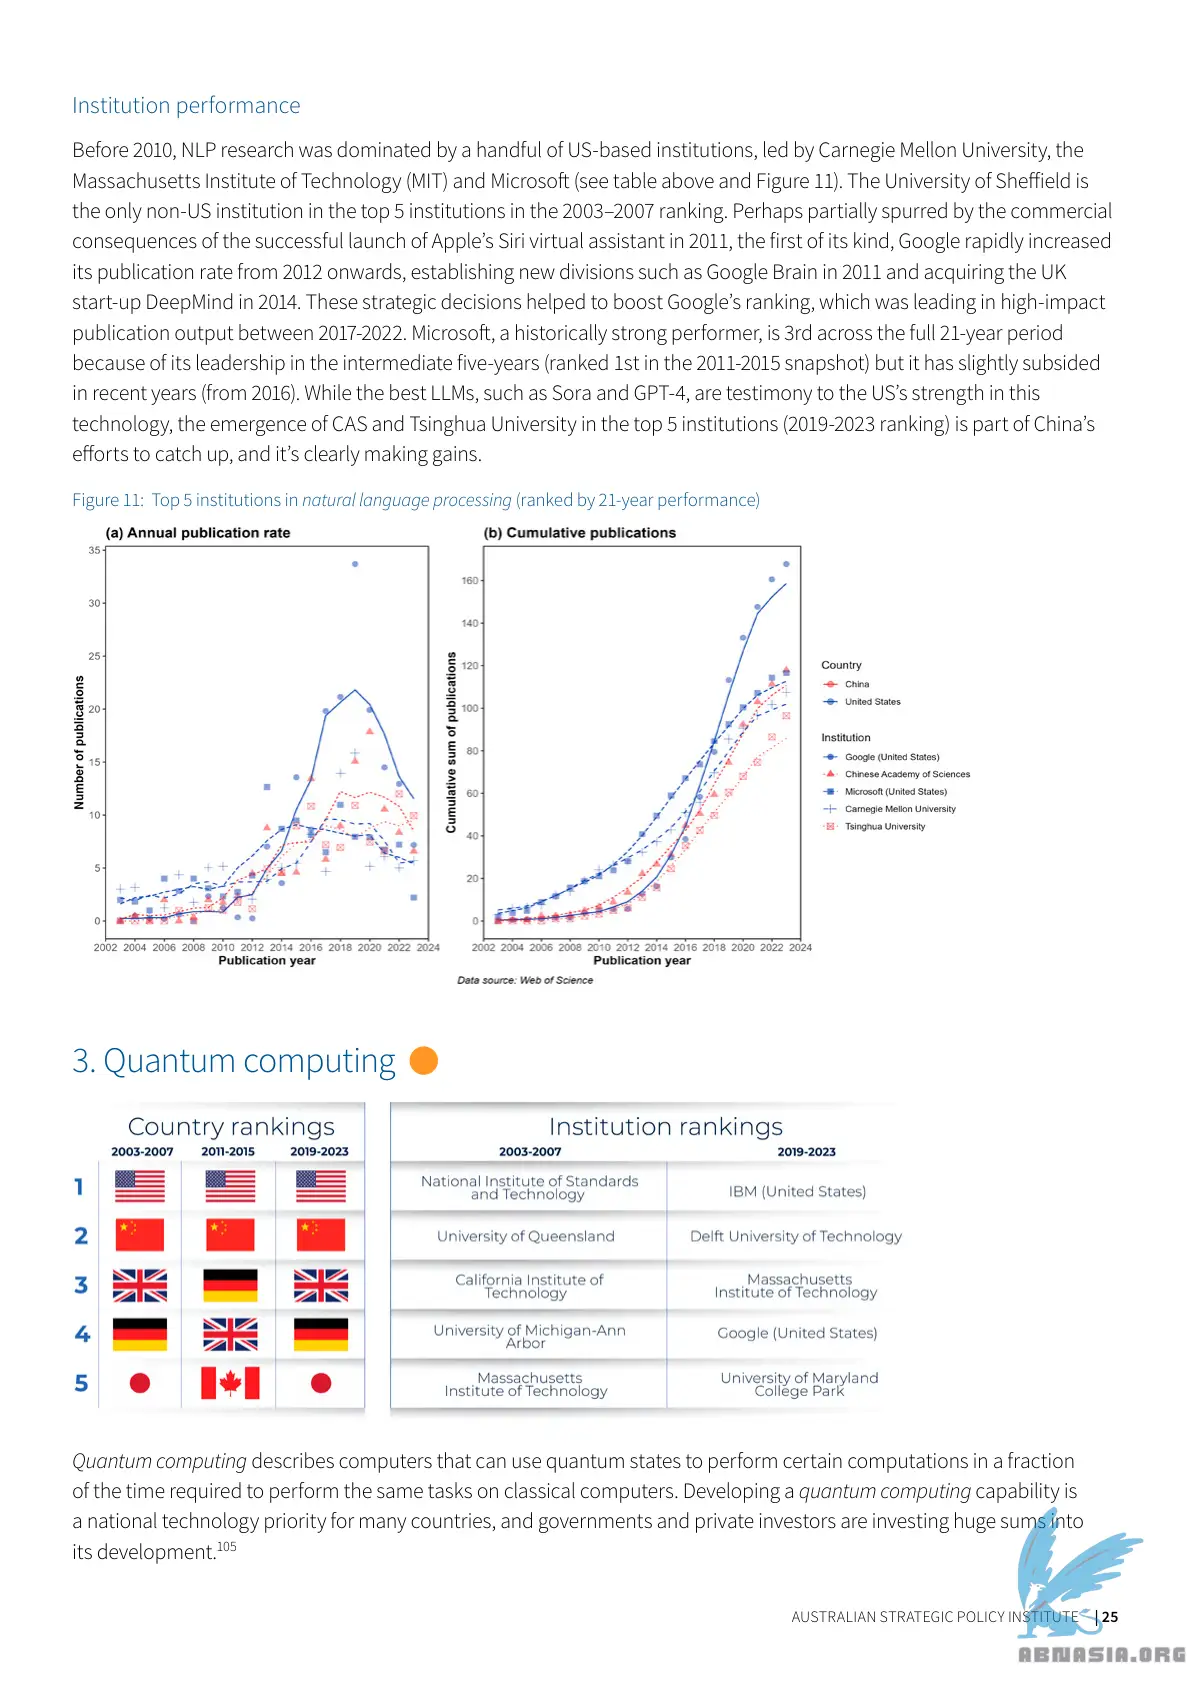 Institution performance
Before 2010, NLP research was dominated by a handful of US-based institutions, led by Carnegie Mellon University, the
Massachusetts Institute of Technology (MIT) and Microsoft (see table above and Figure 11). The University of Sheffield is
the only non-US institution in the top 5 institutions in the 2003–2007 ranking. Perhaps partially spurred by the commercial
consequences of the successful launch of Apple’s Siri virtual assistant in 2011, the first of its kind, Google rapidly increased
its publication rate from 2012 onwards, establishing new divisions such as Google Brain in 2011 and acquiring the UK
start-up DeepMind in 2014. These strategic decisions helped to boost Google’s ranking, which was leading in high-impact
publication output between 2017-2022. Microsoft, a historically strong performer, is 3rd across the full 21-year period
because of its leadership in the intermediate five-years (ranked 1st in the 2011-2015 snapshot) but it has slightly subsided
in recent years (from 2016). While the best LLMs, such as Sora and GPT-4, are testimony to the US’s strength in this
technology, the emergence of CAS and Tsinghua University in the top 5 institutions (2019-2023 ranking) is part of China’s
efforts to catch up, and it’s clearly making gains.
Figure 11: Top 5 institutions in natural language processing (ranked by 21-year performance)
(a) Annual publication rate
35
30
25
20
15
10
5
0
Number of publications
2002 2004 2006 2008 2010 2012 2014 2016 2018 2020 2022 2024
Publication year
(b) Cumulative publications
160
140
120
100
80
60
40
20
0
Cumulative sum of publications
2002 2004 2006 2008 2010 2012 2014 2016 2018 2020 2022 2024
Publication year
Country
China
United States
Institution
Google (United States)
Chinese Academy of Sciences
Microsoft (United States)
Carnegie Mellon University
Tsinghua University
Data source: Web of Science
3. Quantum computing
Country rankings
2003-2007 2011-2015 2019-2023
1
2
3
4
5
Institution rankings
2003-2007 2019-2023
National Institute of Standards
and Technology
IBM (United States)
University of Queensland
Delft University of Technology
California Institute of
Technology
Massachusetts
Institute of Technology
University of Michigan-Ann
Arbor
Google (United States)
Massachusetts
Institute of Technology
University of Maryland
College Park
Quantum computing describes computers that can use quantum states to perform certain computations in a fraction
of the time required to perform the same tasks on classical computers. Developing a quantum computing capability is
a national technology priority for many countries, and governments and private investors are investing huge sums into
its development.105
AUSTRALIAN STRATEGIC POLICY INSTITUTE | 25
ABNASIA.ORG